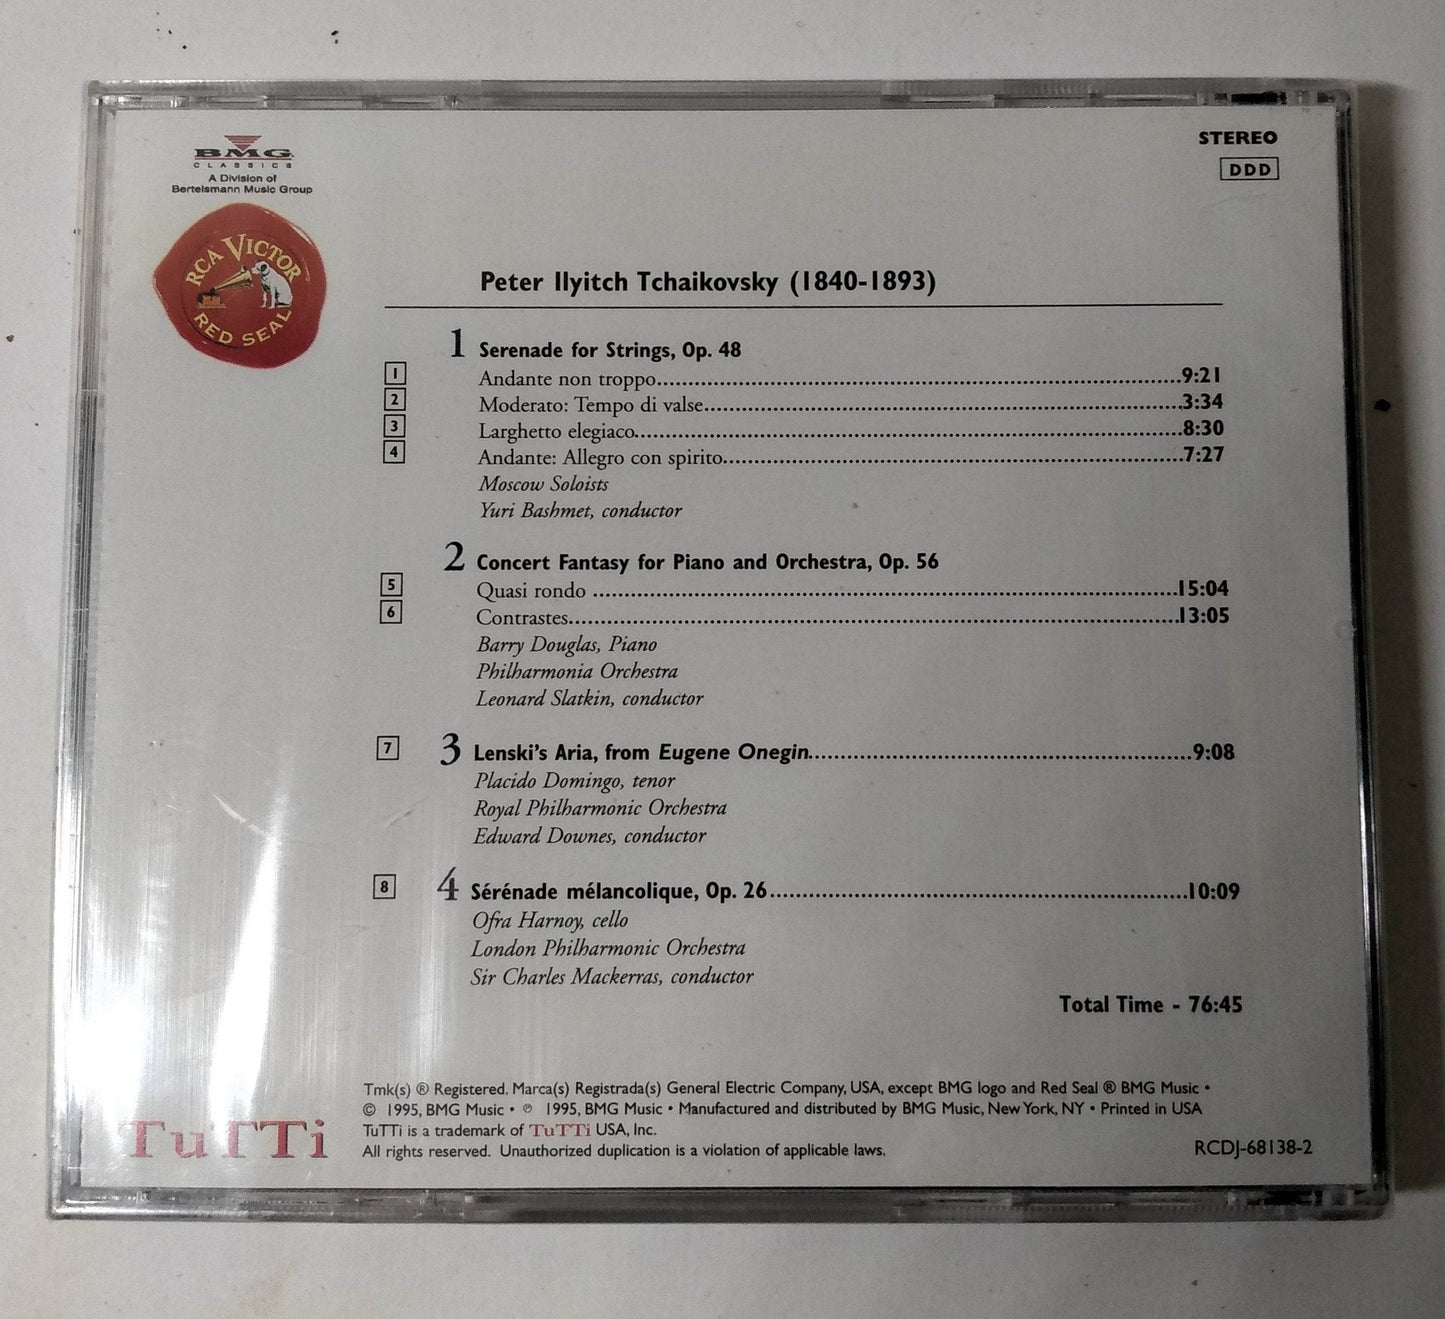 BMG
CLASSICS
A Division of
Bertelsmann Music Group
STEREO
DDD
RCA VICTOR
RED SEAL
Peter Ilyitch Tchaikovsky (1840-1893)
1 Serenade for Strings, Op. 48
1 Andante non troppo 9:21
2 Moderato: Tempo di valse 3:34
3 Larghetto elegiaco 8:30
4 Andante: Allegro con spirito 7:27
Moscow Soloists
Yuri Bashmet, conductor
2 Concert Fantasy for Piano and Orchestra, Op. 56
5 Quasi rondo 15:04
6 Contrastes 13:05
Barry Douglas, Piano
Philharmonia Orchestra
Leonard Slatkin, conductor
7 3 Lenski's Aria, from Eugene Onegin 9:08
Placido Domingo, tenor
Royal Philharmonic Orchestra
Edward Downes, conductor
8 4 Sérénade mélancolique, Op. 26 10:09
Ofra Harnoy, cello
London Philharmonic Orchestra
Sir Charles Mackerras, conductor
Total Time - 76:45
Tmk(s) ® Registered. Marca(s) Registrada(s) General Electric Company, USA, except BMG logo and Red Seal ® BMG Music •
© 1995, BMG Music • ℗ 1995, BMG Music • Manufactured and distributed by BMG Music, New York, NY • Printed in USA
TuTTi is a trademark of TuTTi USA, Inc.
All rights reserved. Unauthorized duplication is a violation of applicable laws.
TuTTi
RCDJ-68138-2